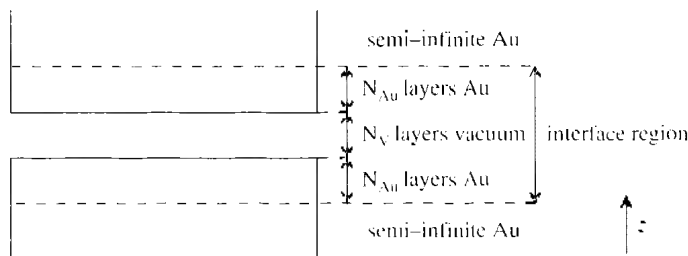 semi-infinite Au
N_Au layers Au
N_V layers vacuum interface region
N_Au layers Au
semi-infinite Au
z